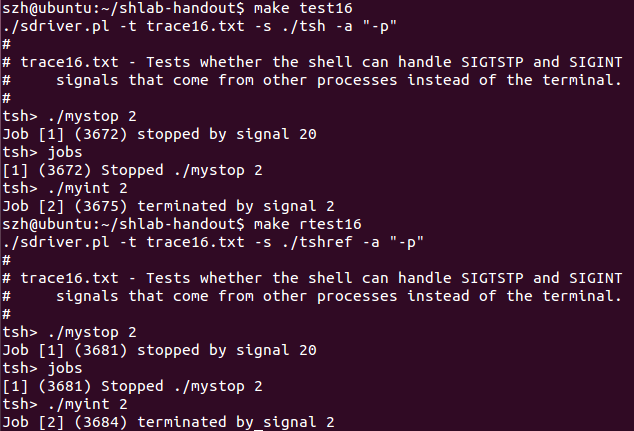 szh@ubuntu:~/shlab-handout$ make test16
./sdriver.pl -t trace16.txt -s ./tsh -a "-p"
#
# trace16.txt - Tests whether the shell can handle SIGTSTP and SIGINT
#     signals that come from other processes instead of the terminal.
#
tsh> ./mystop 2
Job [1] (3672) stopped by signal 20
tsh> jobs
[1] (3672) Stopped ./mystop 2
tsh> ./myint 2
Job [2] (3675) terminated by signal 2
szh@ubuntu:~/shlab-handout$ make rtest16
./sdriver.pl -t trace16.txt -s ./tshref -a "-p"
#
# trace16.txt - Tests whether the shell can handle SIGTSTP and SIGINT
#     signals that come from other processes instead of the terminal.
#
tsh> ./mystop 2
Job [1] (3681) stopped by signal 20
tsh> jobs
[1] (3681) Stopped ./mystop 2
tsh> ./myint 2
Job [2] (3684) terminated by signal 2